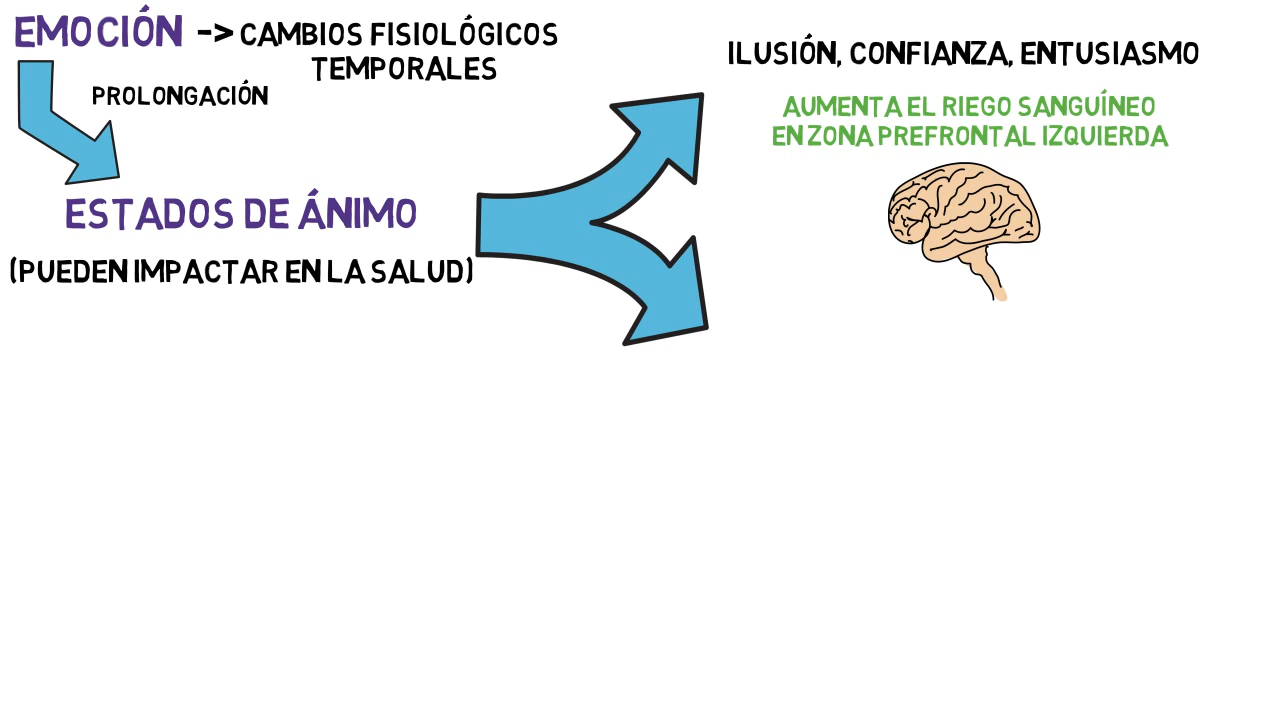 EMOCIÓN -> CAMBIOS FISIOLÓGICOS
TEMPORALES
PROLONGACIÓN
ESTADOS DE ÁNIMO
(PUEDEN IMPACTAR EN LA SALUD)
ILUSIÓN, CONFIANZA, ENTUSIASMO
AUMENTA EL RIEGO SANGUÍNEO
EN ZONA PREFRONTAL IZQUIERDA